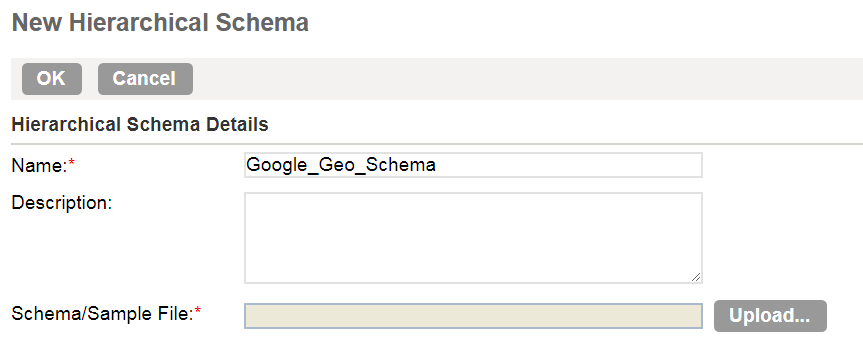 New Hierarchical Schema
OK Cancel
Hierarchical Schema Details
Name:* Google_Geo_Schema
Description:
Schema/Sample File:* Upload...